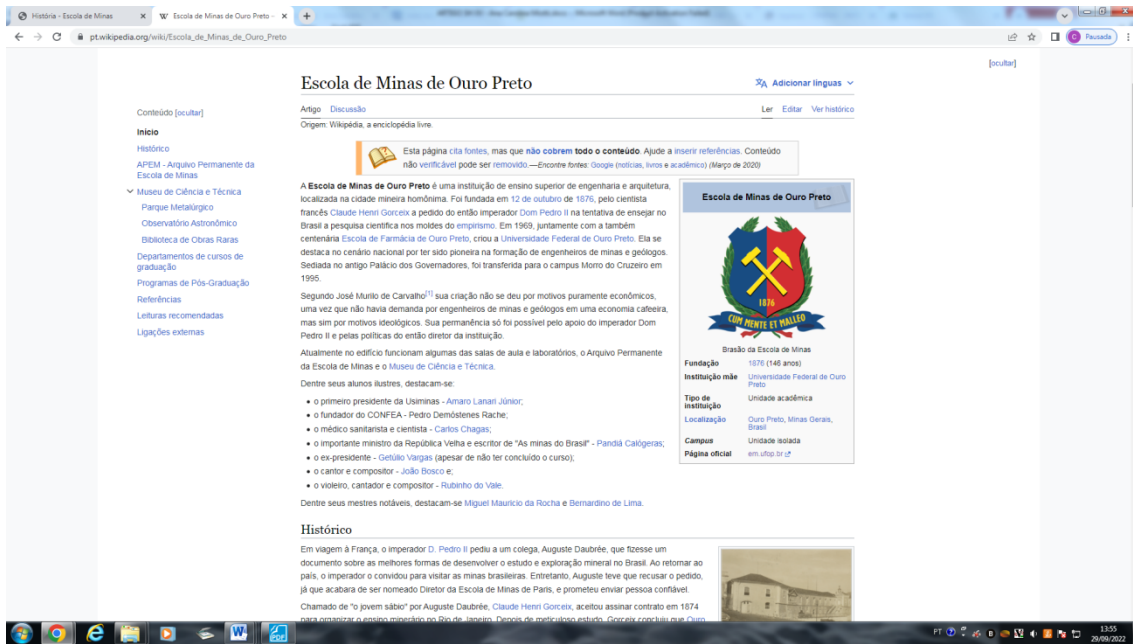 História - Escola de Minas
Escola de Minas de Ouro Preto -
pt.wikipedia.org/wiki/Escola_de_Minas_de_Ouro_Preto
Pausada
[ocultar]
Escola de Minas de Ouro Preto
Adicionar línguas
Conteúdo [ocultar]
Início
Histórico
APEM - Arquivo Permanente da
Escola de Minas
Museu de Ciência e Técnica
Parque Metalúrgico
Observatório Astronômico
Biblioteca de Obras Raras
Departamentos de cursos de
graduação
Programas de Pós-Graduação
Referências
Leituras recomendadas
Ligações externas
Artigo Discussão
Ler Editar Ver histórico
Origem: Wikipédia, a enciclopédia livre.
Esta página cita fontes, mas que não cobrem todo o conteúdo. Ajude a inserir referências. Conteúdo
não verificável pode ser removido.—Encontre fontes: Google (notícias, livros e acadêmico) (Março de
2020)
A Escola de Minas de Ouro Preto é uma instituição de ensino superior de engenharia e arquitetura,
localizada na cidade mineira homônima. Foi fundada em 12 de outubro de 1876, pelo cientista
francês Claude Henri Gorceix a pedido do então imperador Dom Pedro II na tentativa de ensejar no
Brasil a pesquisa científica nos moldes do empirismo. Em 1969, juntamente com a também
centenária Escola de Farmácia de Ouro Preto, criou a Universidade Federal de Ouro Preto. Ela se
destaca no cenário nacional por ter sido pioneira na formação de engenheiros de minas e geólogos.
Sediada no antigo Palácio dos Governadores, foi transferida para o campus Morro do Cruzeiro em
1995.
Segundo José Murilo de Carvalho[1] sua criação não se deu por motivos puramente econômicos,
uma vez que não havia demanda por engenheiros de minas e geólogos em uma economia cafeeira,
mas sim por motivos ideológicos. Sua permanência só foi possível pelo apoio do imperador Dom
Pedro II e pelas políticas do então diretor da instituição.
Atualmente no edifício funcionam algumas das salas de aula e laboratórios, o Arquivo Permanente
da Escola de Minas e o Museu de Ciência e Técnica.
Dentre seus alunos ilustres, destacam-se:
• o primeiro presidente da Usiminas - Amaro Lanari Júnior;
• o fundador do CONFEA - Pedro Demóstenes Rache;
• o médico sanitarista e cientista - Carlos Chagas;
• o importante ministro da República Velha e escritor de "As minas do Brasil" - Pandiá Calógeras;
• o ex-presidente - Getúlio Vargas (apesar de não ter concluído o curso);
• o cantor e compositor - João Bosco e;
• o violeiro, cantador e compositor - Rubinho do Vale.
Dentre seus mestres notáveis, destacam-se Miguel Maurício da Rocha e Bernardino de Lima.
Escola de Minas de Ouro Preto
1876
CUM MENTE ET MALLEO
Brasão da Escola de Minas
Fundação 1876 (146 anos)
Instituição mãe Universidade Federal de Ouro
Preto
Tipo de Unidade acadêmica
instituição
Localização Ouro Preto, Minas Gerais,
Brasil
Campus Unidade isolada
Página oficial em.ufop.br
Histórico
Em viagem à França, o imperador D. Pedro II pediu a um colega, Auguste Daubrée, que fizesse um
documento sobre as melhores formas de desenvolver o estudo e exploração mineral no Brasil. Ao retornar ao
país, o imperador o convidou para visitar as minas brasileiras. Entretanto, Auguste teve que recusar o pedido,
já que acabara de ser nomeado Diretor da Escola de Minas de Paris, e prometeu enviar pessoa confiável.
Chamado de "o jovem sábio" por Auguste Daubrée, Claude Henri Gorceix, aceitou assinar contrato em 1874
para organizar o ensino minerário no Rio de Janeiro. Depois de meticuloso estudo, Gorceix concluiu que Ouro
PT
13:55
29/09/2022